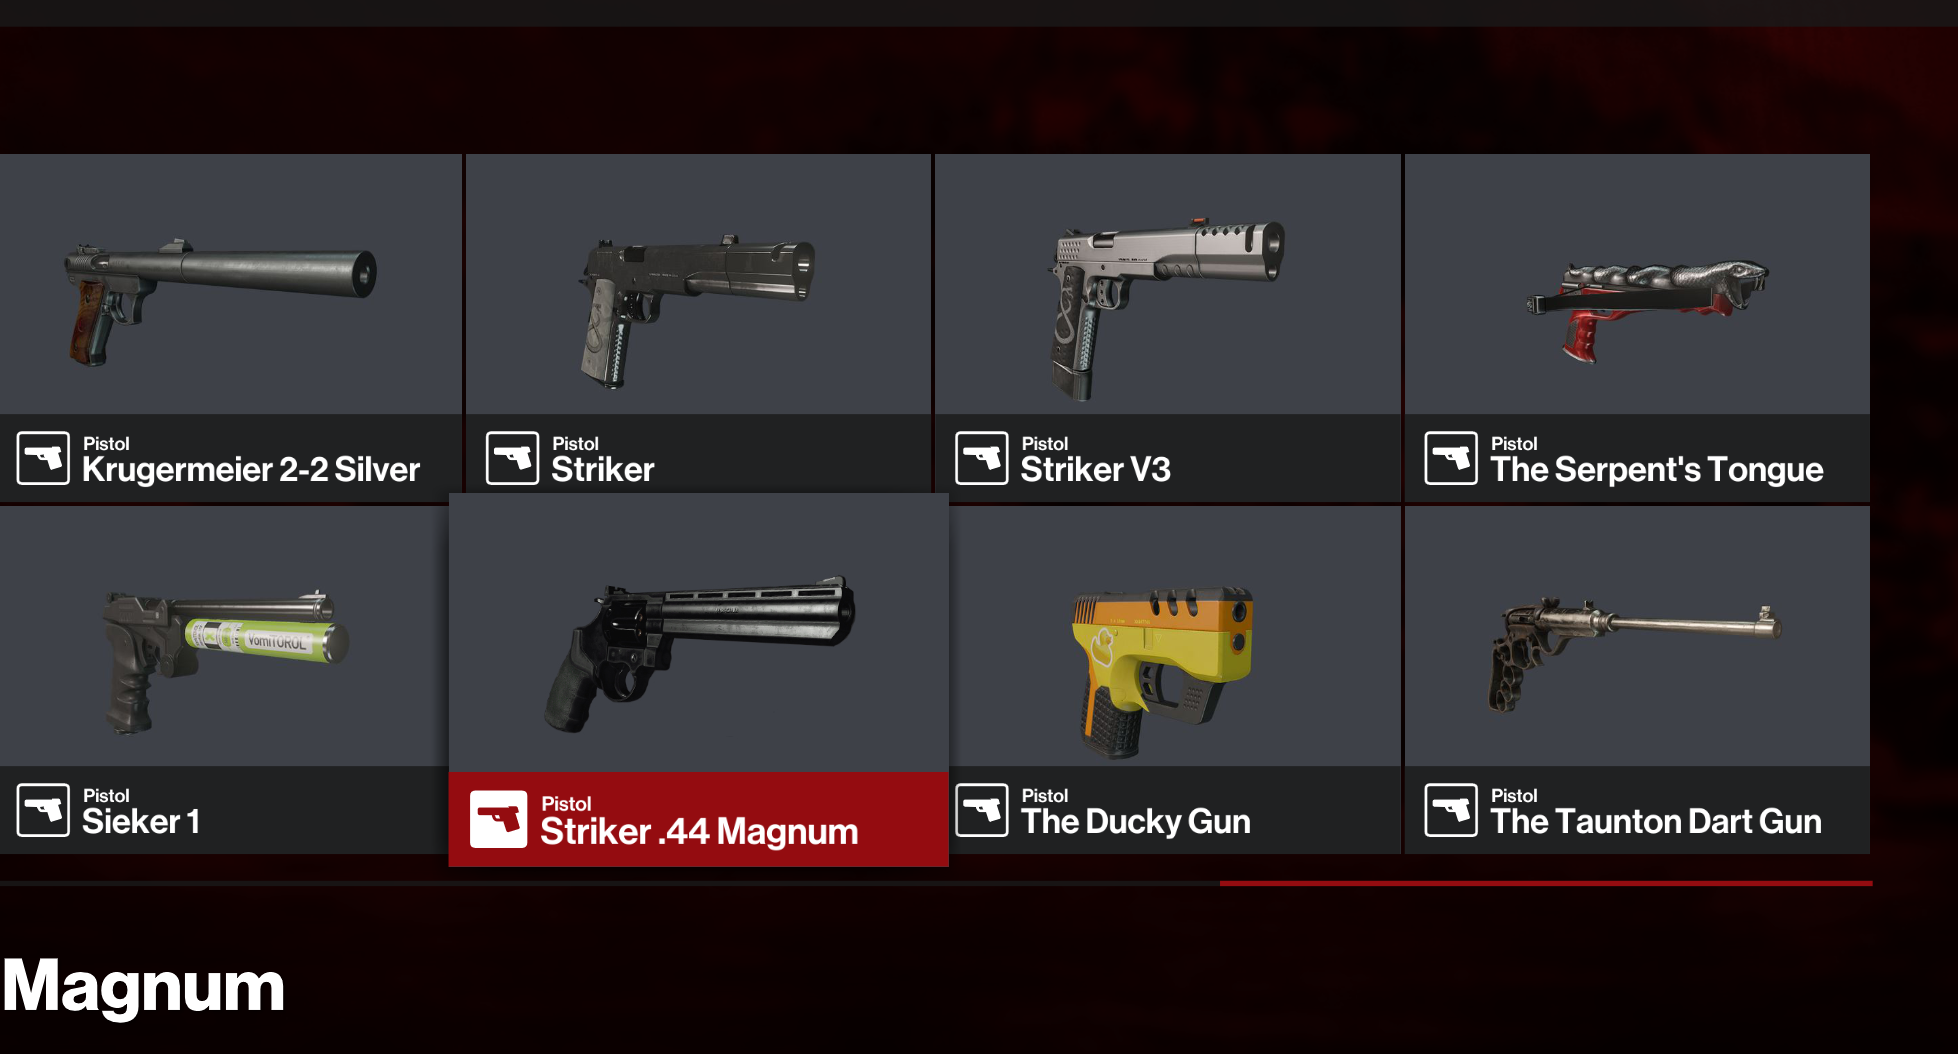 Pistol
Krugermeier 2-2 Silver
Pistol
Striker
Pistol
Striker V3
Pistol
The Serpent's Tongue
VomiTOROL
Pistol
Sieker 1
Pistol
Striker .44 Magnum
Pistol
The Ducky Gun
Pistol
The Taunton Dart Gun
Magnum